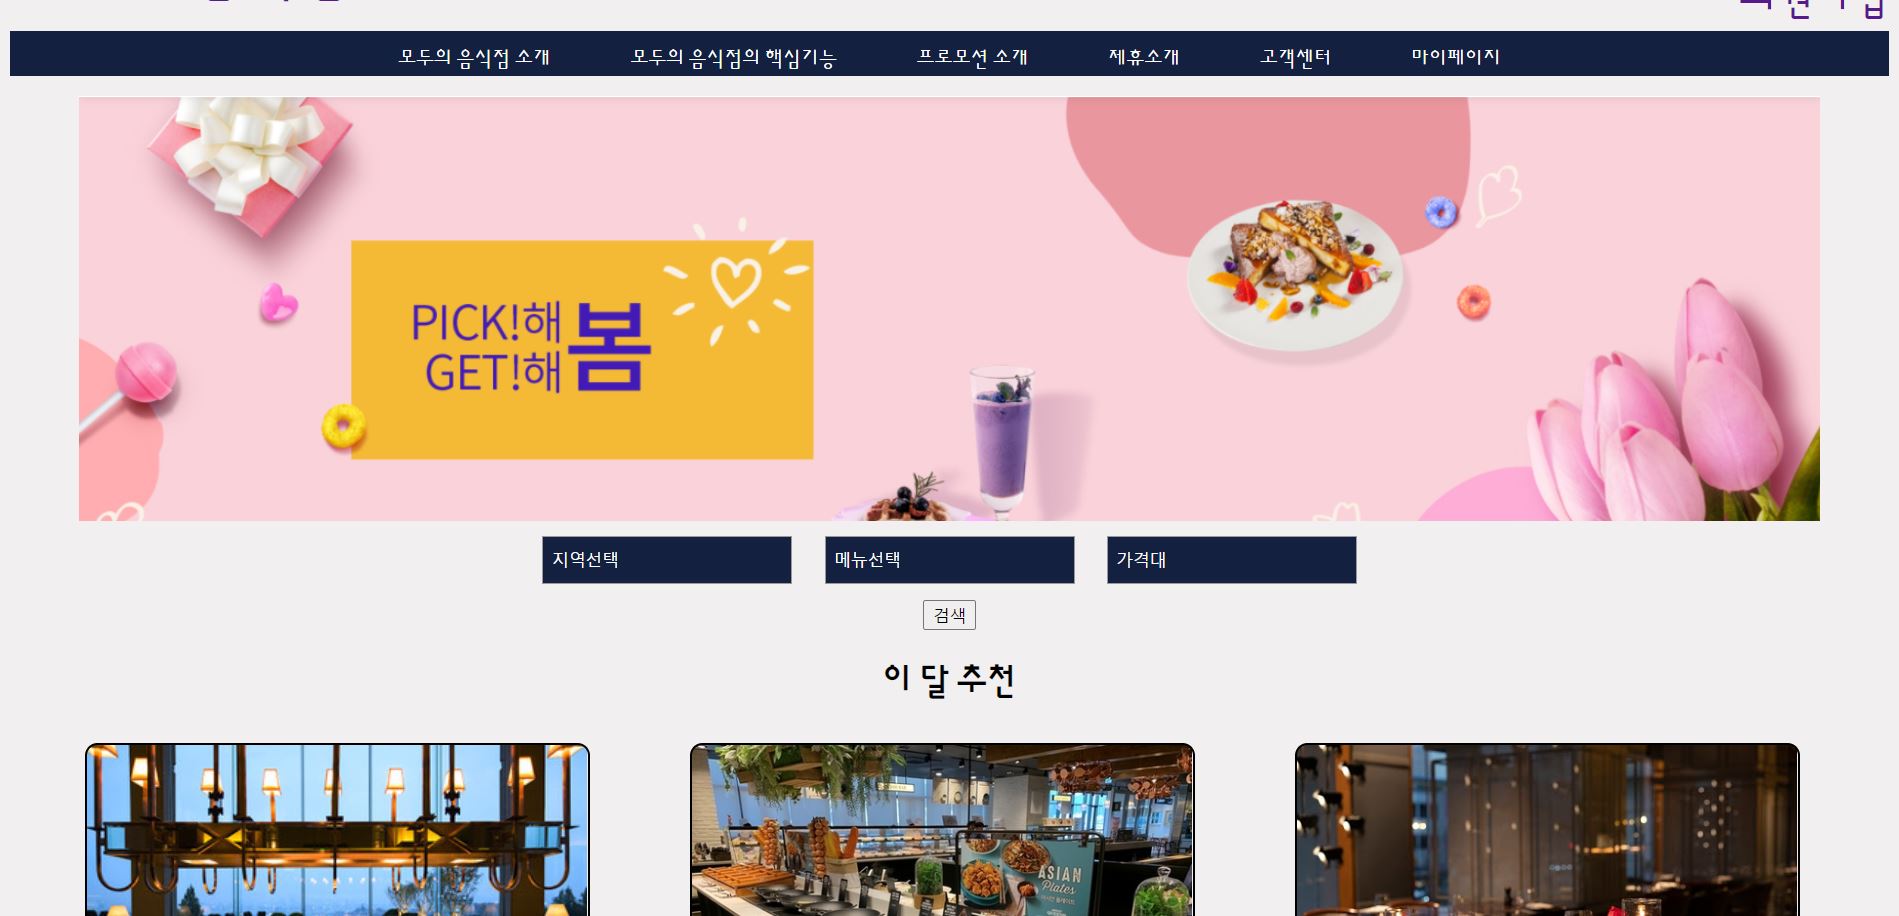 모두의 음식점 소개 모두의 음식점의 핵심기능 프로모션 소개 제휴소개 고객센터 마이페이지
PICK!해
GET!해
봄
지역선택 메뉴선택 가격대
검색
이 달 추천
ASIAN
Plates